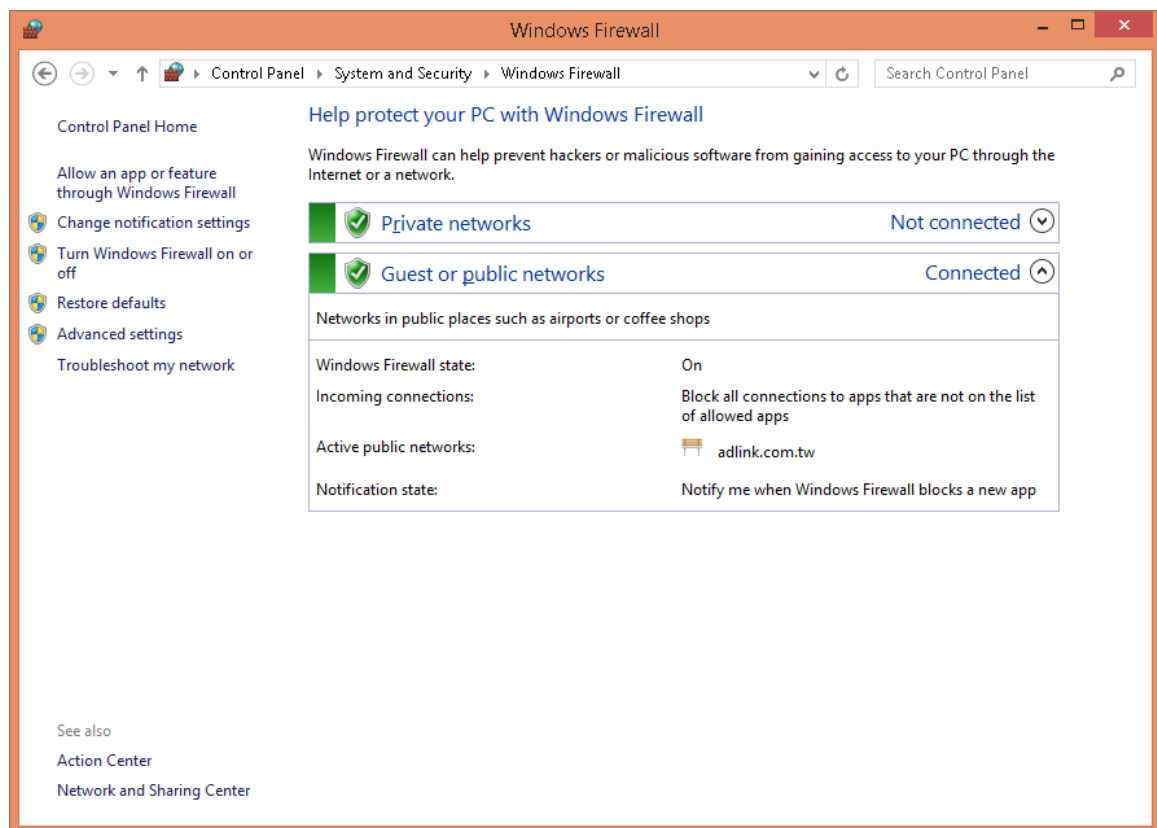 Windows Firewall
Control Panel
System and Security
Windows Firewall
Search Control Panel
Control Panel Home
Allow an app or feature
through Windows Firewall
Change notification settings
Turn Windows Firewall on or
off
Restore defaults
Advanced settings
Troubleshoot my network
Help protect your PC with Windows Firewall
Windows Firewall can help prevent hackers or malicious software from gaining access to your PC through the
Internet or a network.
Private networks
Not connected
Guest or public networks
Connected
Networks in public places such as airports or coffee shops
Windows Firewall state:
On
Incoming connections:
Block all connections to apps that are not on the list
of allowed apps
Active public networks:
adlink.com.tw
Notification state:
Notify me when Windows Firewall blocks a new app
See also
Action Center
Network and Sharing Center